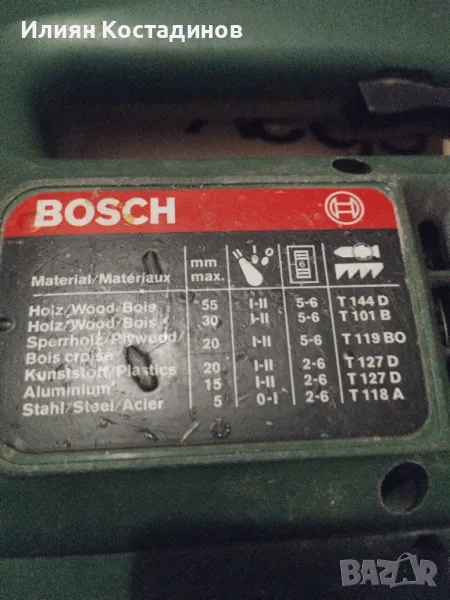 Илиян Костадинов
BOSCH
Material/Matériaux mm max. I O 6
Holz/Wood/Bois 55 I-II 5-6 T 144 D
Holz/Wood/Bois 30 I-II 5-6 T 101 B
Sperrholz/Plywood/
Bois croisé 20 I-II 5-6 T 119 BO
Kunststoff/Plastics 20 I-II 2-6 T 127 D
Aluminium 15 I-II 2-6 T 127 D
Stahl/Steel/Acier 5 0-I 2-6 T 118 A
BAZAR